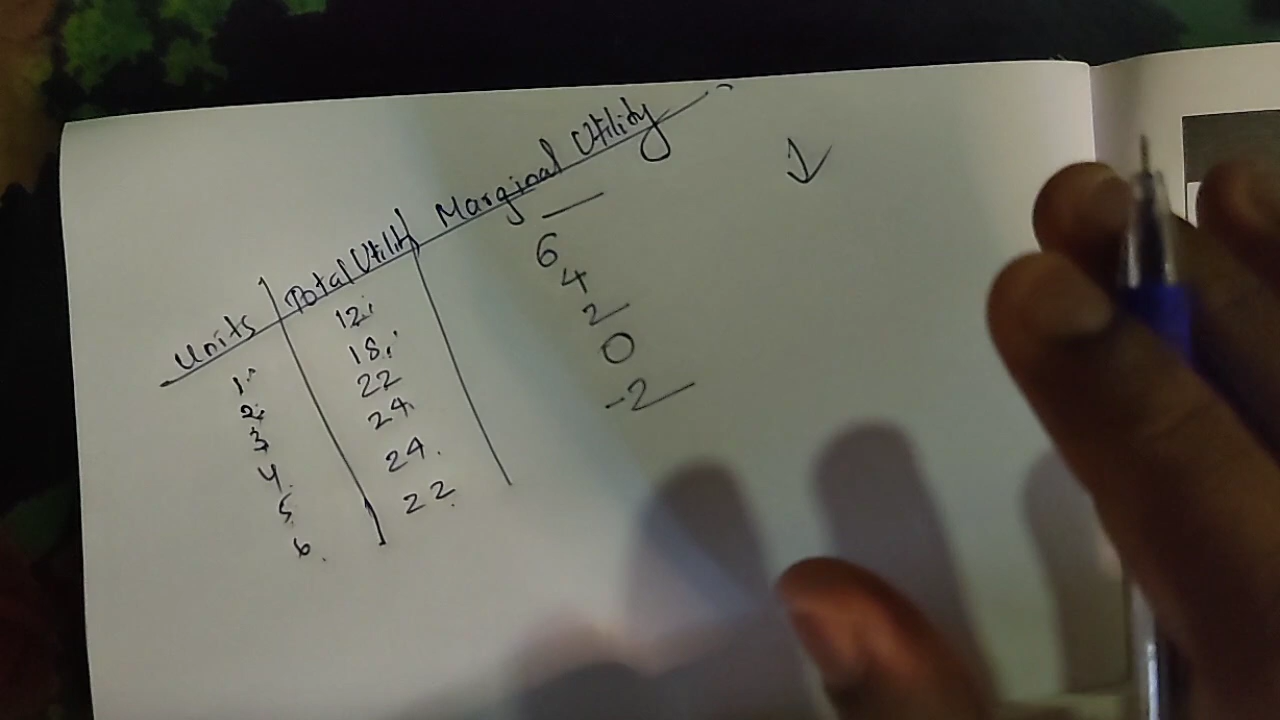 Units Total Utility Marginal Utility
1 12 —
2 18 6
3 22 4
4 24 2
5 24 0
6 22 -2